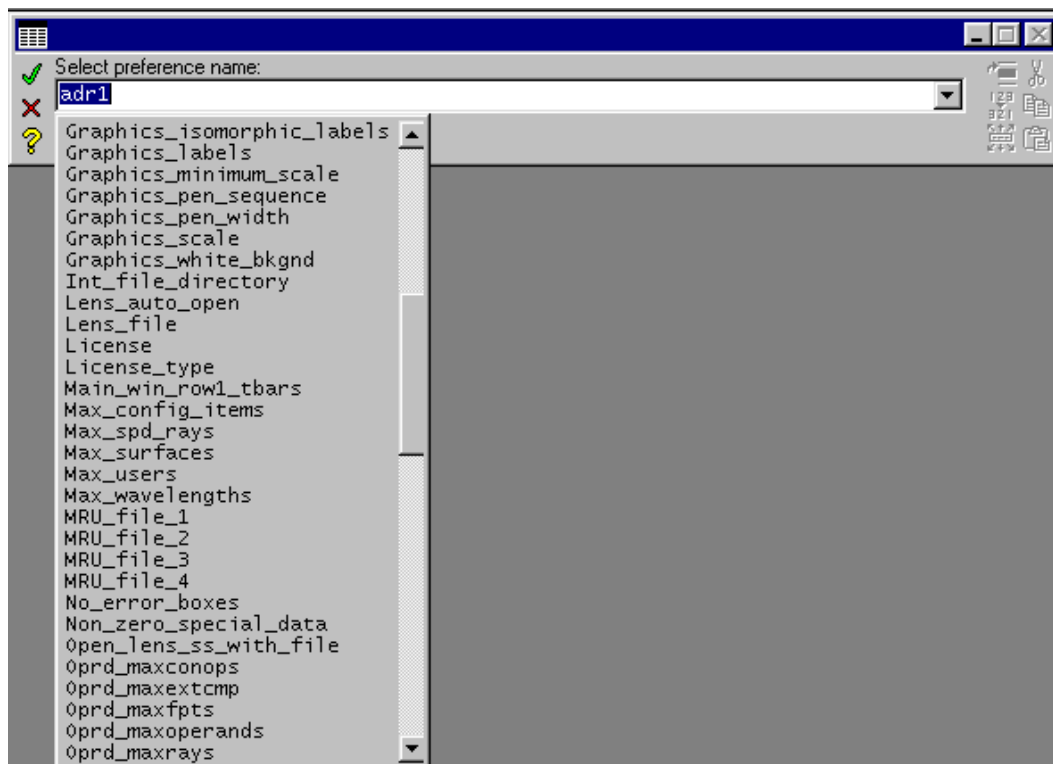 Select preference name:
adr1
Graphics_isomorphic_labels
Graphics_labels
Graphics_minimum_scale
Graphics_pen_sequence
Graphics_pen_width
Graphics_scale
Graphics_white_bkgnd
Int_file_directory
Lens_auto_open
Lens_file
License
License_type
Main_win_row1_tbars
Max_config_items
Max_spd_rays
Max_surfaces
Max_users
Max_wavelengths
MRU_file_1
MRU_file_2
MRU_file_3
MRU_file_4
No_error_boxes
Non_zero_special_data
Open_lens_ss_with_file
Oprd_maxconops
Oprd_maxextcmp
Oprd_maxfpts
Oprd_maxoperands
Oprd_maxrays